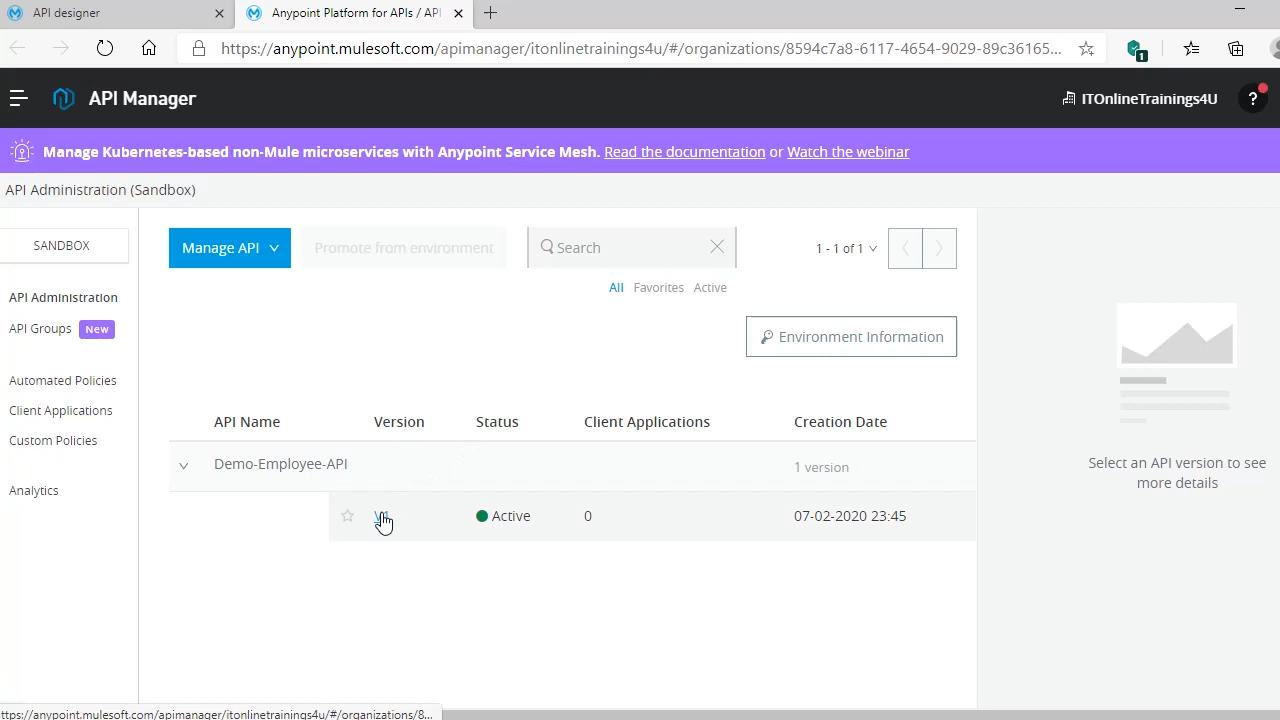 API designer
Anypoint Platform for APIs / API
https://anypoint.mulesoft.com/apimanager/itonlinetrainings4u/#/organizations/8594c7a8-6117-4654-9029-89c36165...
1
API Manager
ITOnlineTrainings4U
?
Manage Kubernetes-based non-Mule microservices with Anypoint Service Mesh. Read the documentation or Watch the webinar
API Administration (Sandbox)
SANDBOX
API Administration
API Groups New
Automated Policies
Client Applications
Custom Policies
Analytics
Manage API
Promote from environment
Search
1 - 1 of 1
All Favorites Active
Environment Information
API Name Version Status Client Applications Creation Date
Demo-Employee-API 1 version
Active 0 07-02-2020 23:45
Select an API version to see
more details
ttps://anypoint.mulesoft.com/apimanager/itonlinetrainings4u/#/organizations/8...